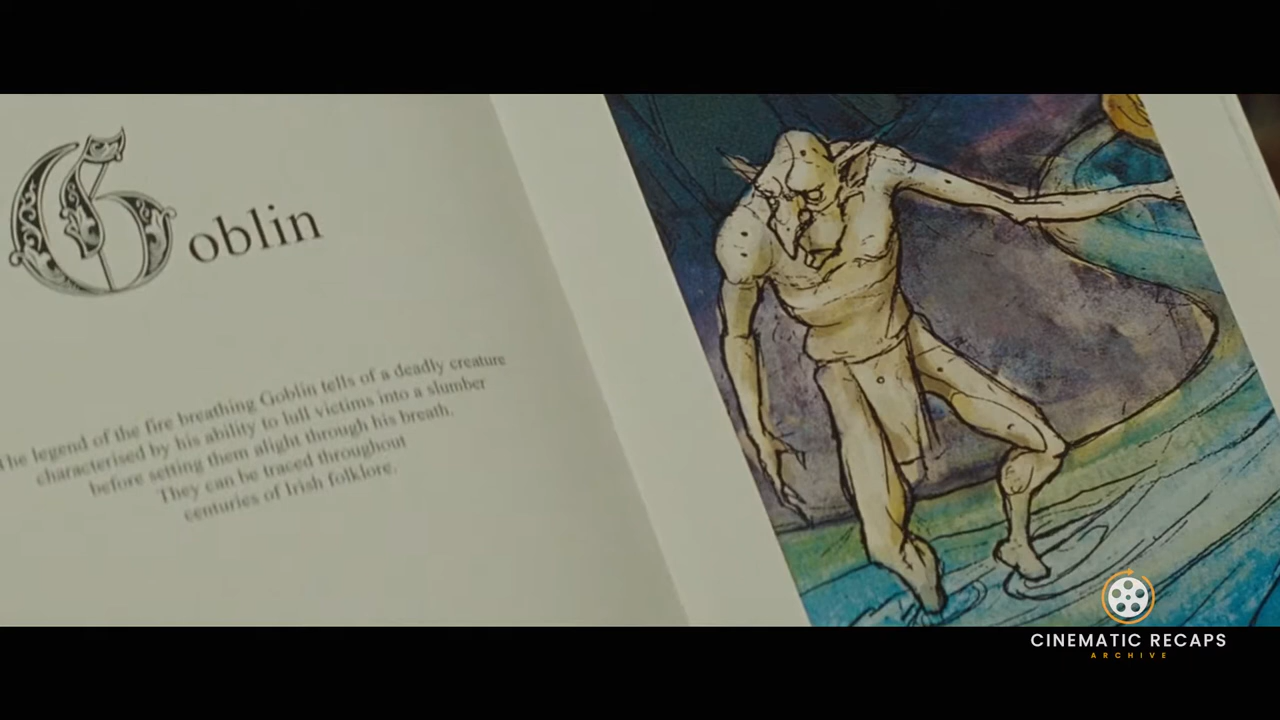 Goblin
The legend of the fire breathing Goblin tells of a deadly creature
characterised by his ability to lull victims into a slumber
before setting them alight through his breath.
They can be traced throughout
centuries of Irish folklore.
CINEMATIC RECAPS
ARCHIVE